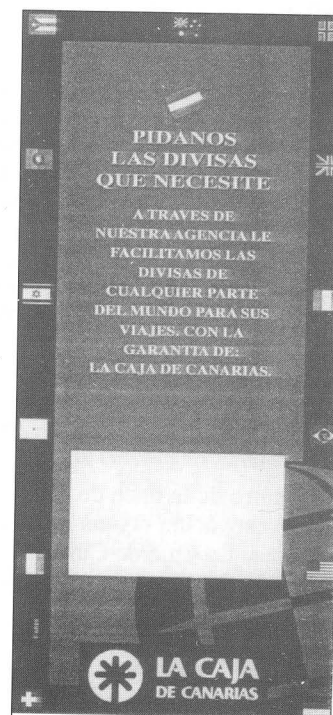 PIDANOS
LAS DIVISAS
QUE NECESITE
A TRAVES DE
NUESTRA AGENCIA LE
FACILITAMOS LAS
DIVISAS DE
CUALQUIER PARTE
DEL MUNDO PARA SUS
VIAJES. CON LA
GARANTIA DE:
LA CAJA DE CANARIAS.
LA CAJA
DE CANARIAS